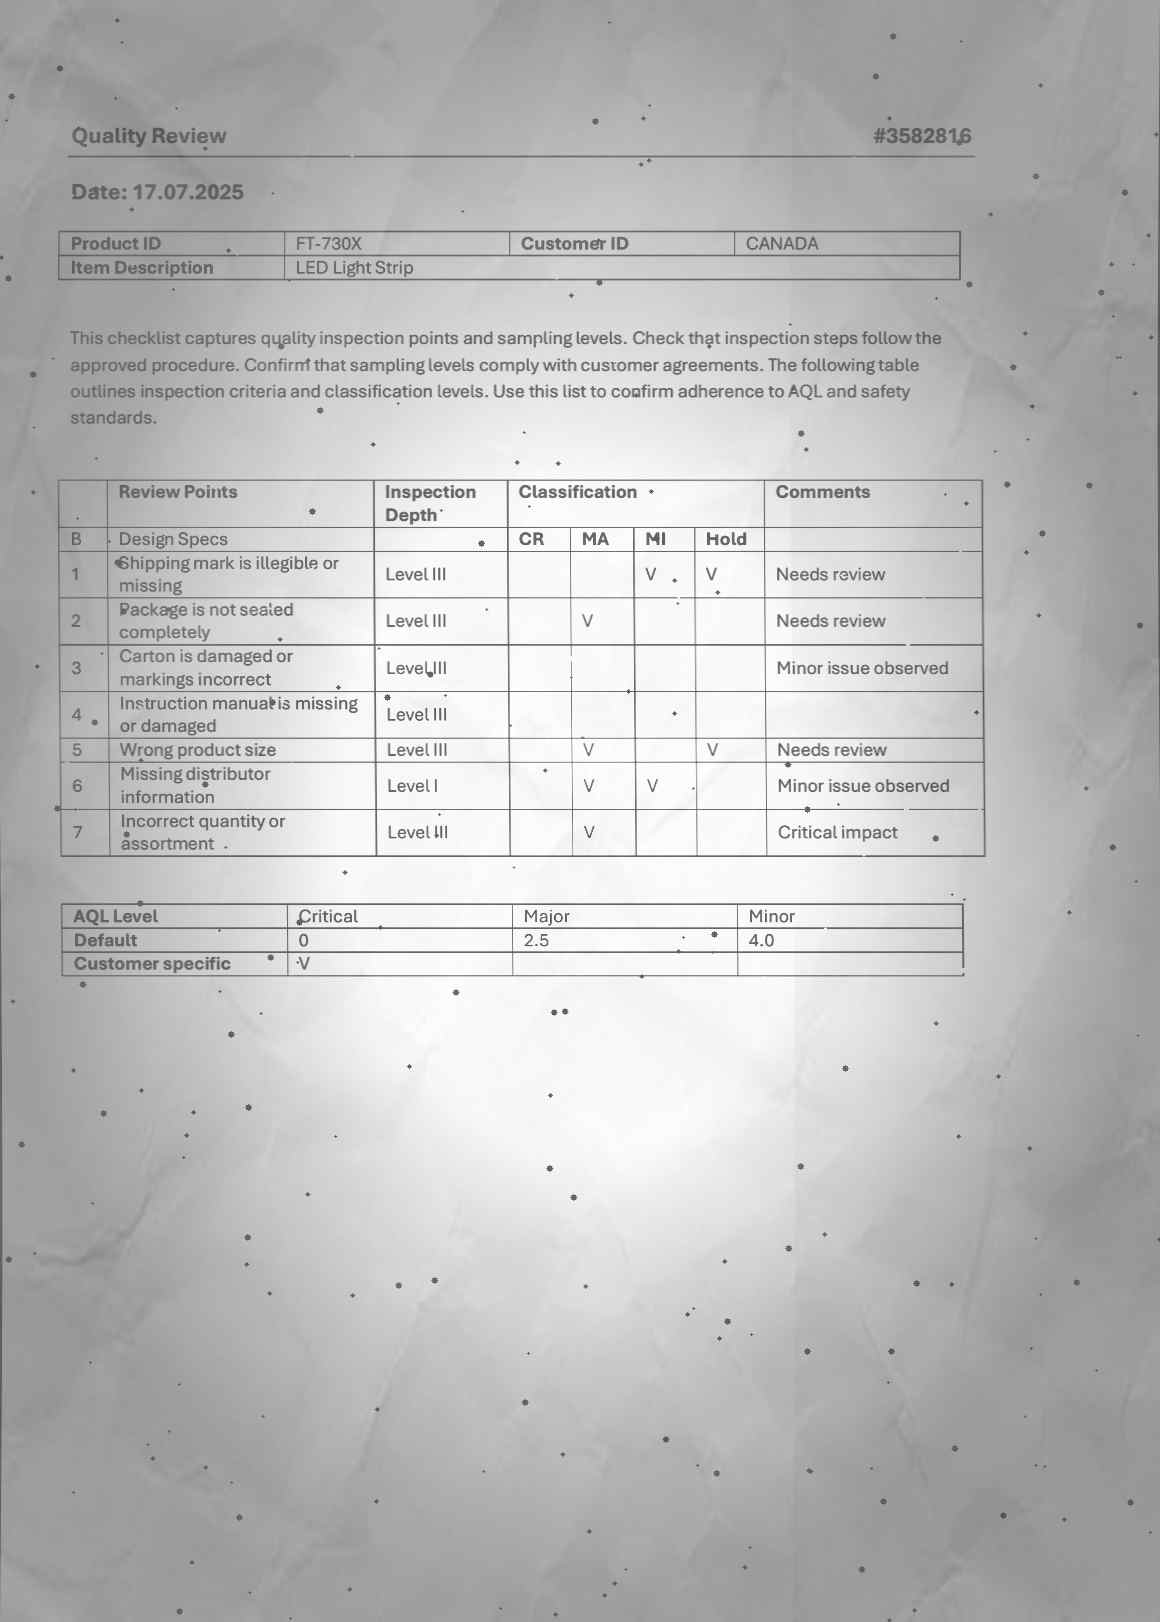 Quality Review #3582816
Date: 17.07.2025
Product ID FT-730X Customer ID CANADA
Item Description LED Light Strip
This checklist captures quality inspection points and sampling levels. Check that inspection steps follow the
approved procedure. Confirm that sampling levels comply with customer agreements. The following table
outlines inspection criteria and classification levels. Use this list to confirm adherence to AQL and safety
standards.
Review Points Inspection Depth Classification Comments
B Design Specs CR MA MI Hold
1 Shipping mark is illegible or missing Level III V V Needs review
2 Package is not sealed completely Level III V Needs review
3 Carton is damaged or markings incorrect Level III Minor issue observed
4 Instruction manual is missing or damaged Level III
5 Wrong product size Level III V V Needs review
6 Missing distributor information Level I V V Minor issue observed
7 Incorrect quantity or assortment Level III V Critical impact
AQL Level Critical Major Minor
Default 0 2.5 4.0
Customer specific V